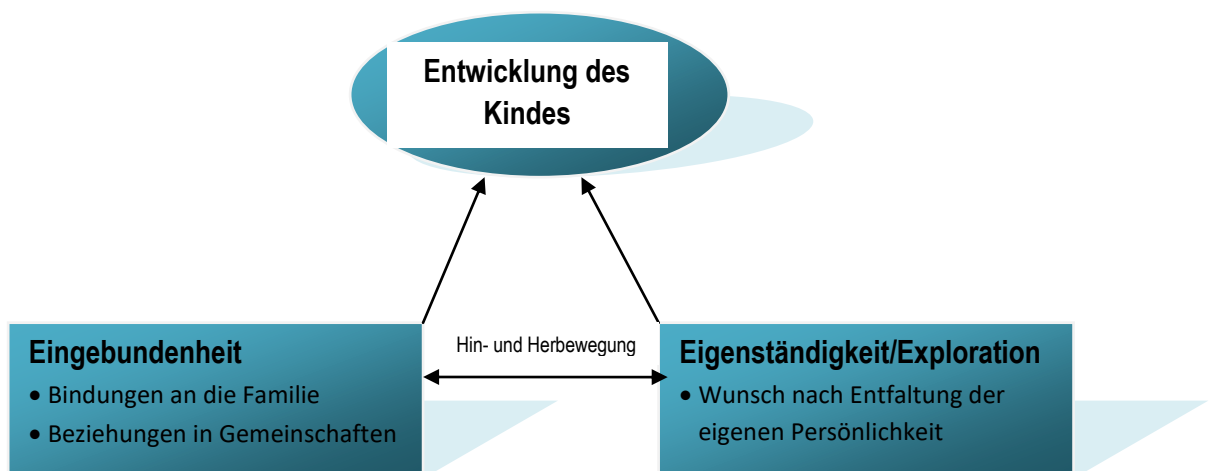 Entwicklung des
Kindes
Hin- und Herbewegung
Eingebundenheit
• Bindungen an die Familie
• Beziehungen in Gemeinschaften
Eigenständigkeit/Exploration
• Wunsch nach Entfaltung der
eigenen Persönlichkeit